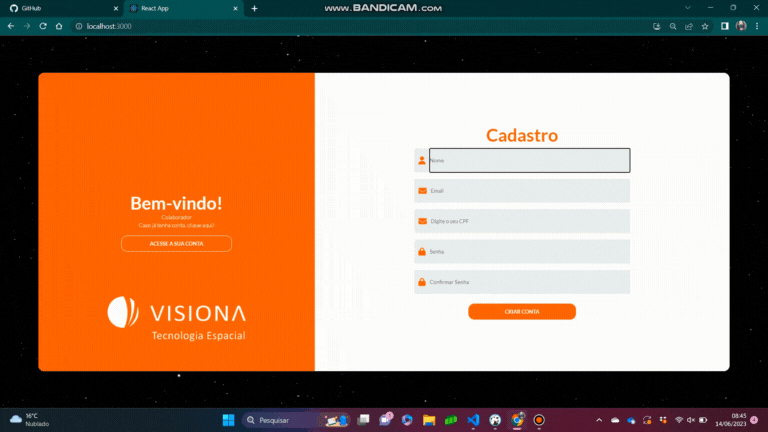 GitHub
React App
www.BANDICAM.com
localhost:3000
Cadastro
Nome
Email
Digite o seu CPF
Senha
Confirmar Senha
CRIAR CONTA
Bem-vindo!
Colaborador
Caso já tenha conta, clique aqui!
ACESSE A SUA CONTA
VISIONA
Tecnologia Espacial
16°C
Nublado
Pesquisar
08:45
14/06/2023